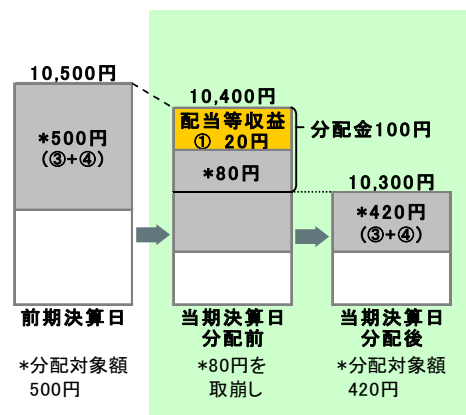 10,500円
*500円
(③+④)
前期決算日
*分配対象額
500円
10,400円
配当等収益
① 20円
*80円
分配金100円
当期決算日
分配前
*80円を
取崩し
10,300円
*420円
(③+④)
当期決算日
分配後
*分配対象額
420円